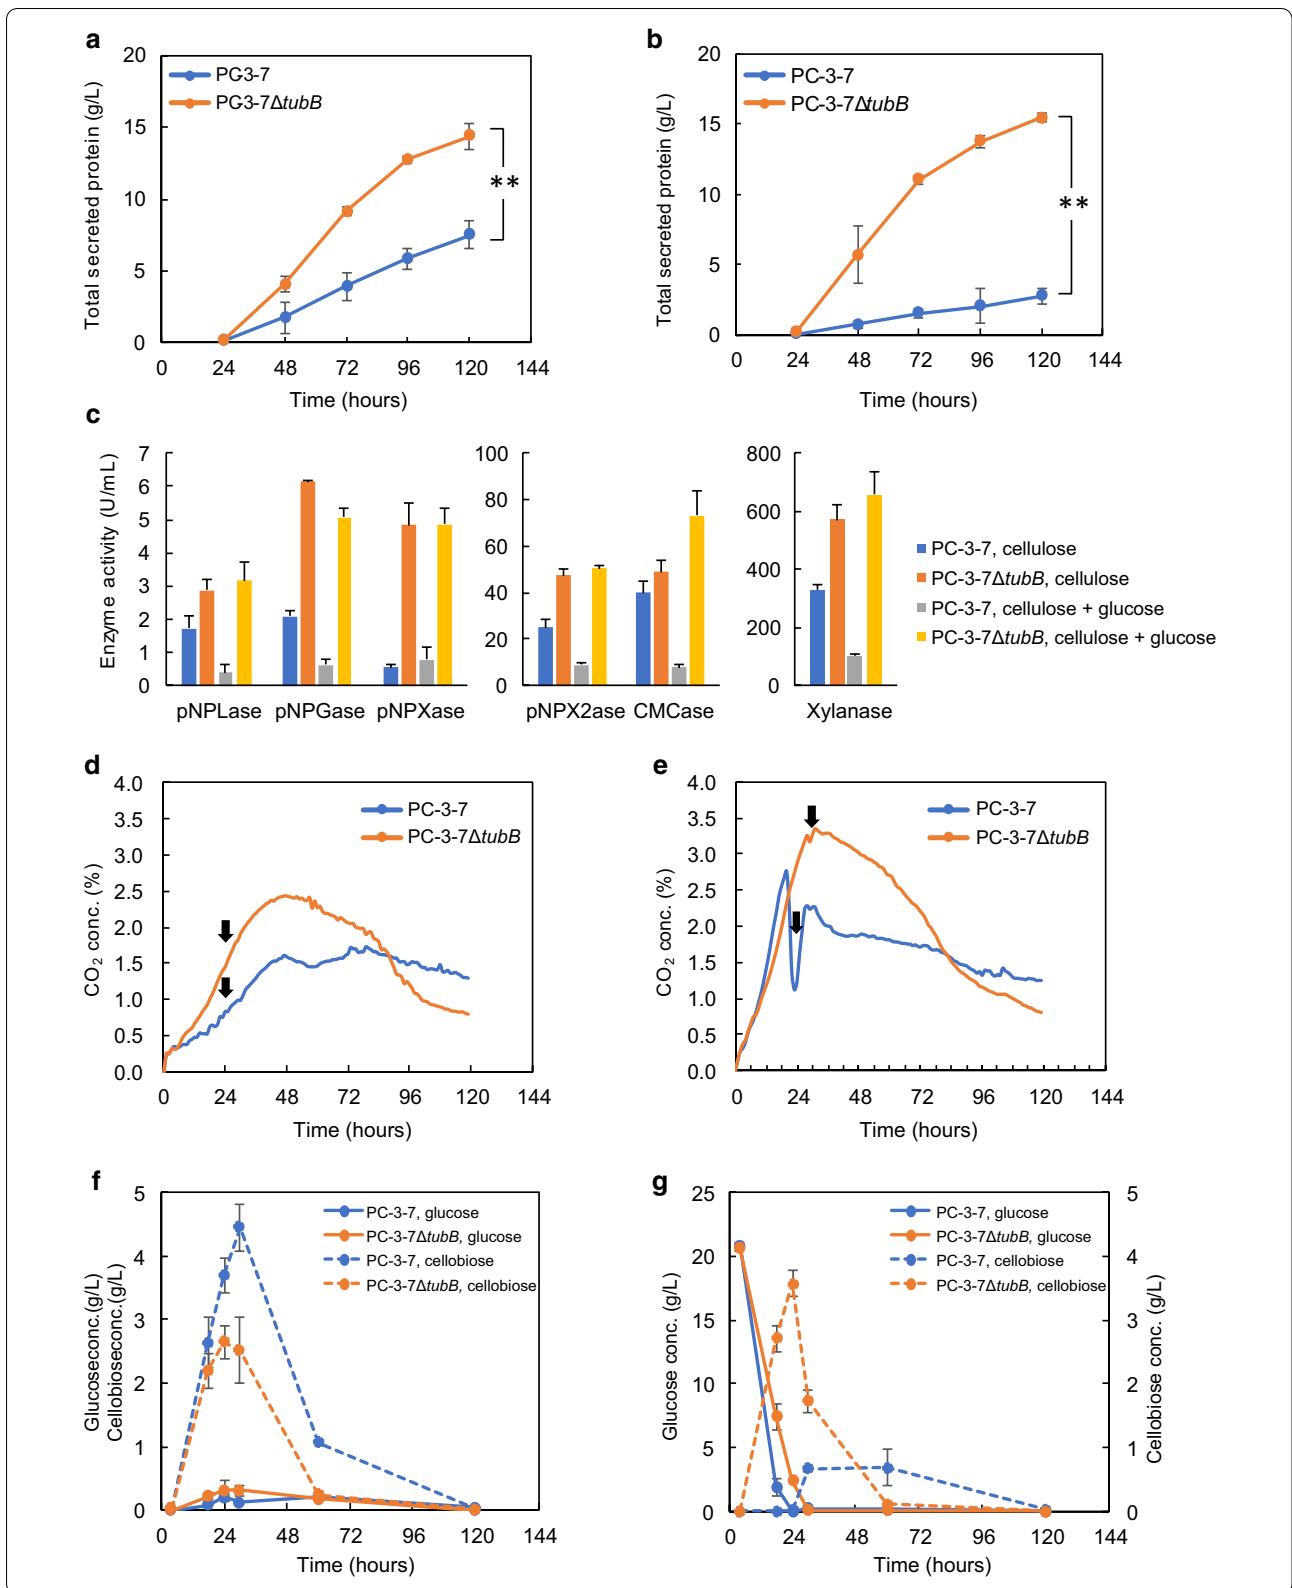 a
20
15
10
5
0
Total secreted protein (g/L)
PC3-7
PC3-7ΔtubB
**
0 24 48 72 96 120 144
Time (hours)
b
20
15
10
5
0
Total secreted protein (g/L)
PC-3-7
PC-3-7ΔtubB
**
0 24 48 72 96 120 144
Time (hours)
c
Enzyme activity (U/mL)
7
6
5
4
3
2
1
0
pNPLase pNPGase pNPXase
100
80
60
40
20
0
pNPX2ase CMCase
800
600
400
200
0
Xylanase
PC-3-7, cellulose
PC-3-7ΔtubB, cellulose
PC-3-7, cellulose + glucose
PC-3-7ΔtubB, cellulose + glucose
d
4.0
3.5
3.0
2.5
2.0
1.5
1.0
0.5
0.0
CO2 conc. (%)
PC-3-7
PC-3-7ΔtubB
0 24 48 72 96 120 144
Time (hours)
e
4.0
3.5
3.0
2.5
2.0
1.5
1.0
0.5
0.0
CO2 conc. (%)
PC-3-7
PC-3-7ΔtubB
0 24 48 72 96 120 144
Time (hours)
f
5
4
3
2
1
0
Glucoseconc.(g/L)
Cellobioseconc.(g/L)
PC-3-7, glucose
PC-3-7ΔtubB, glucose
PC-3-7, cellobiose
PC-3-7ΔtubB, cellobiose
0 24 48 72 96 120 144
Time (hours)
g
25
20
15
10
5
0
Glucose conc. (g/L)
PC-3-7, glucose
PC-3-7ΔtubB, glucose
PC-3-7, cellobiose
PC-3-7ΔtubB, cellobiose
5
4
3
2
1
0
Cellobiose conc. (g/L)
0 24 48 72 96 120 144
Time (hours)